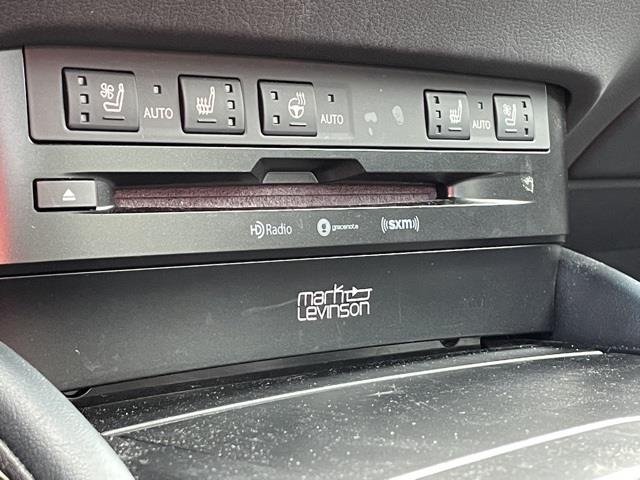 AUTO AUTO AUTO
HD Radio gracenote ((sxm))
mark
Levinson